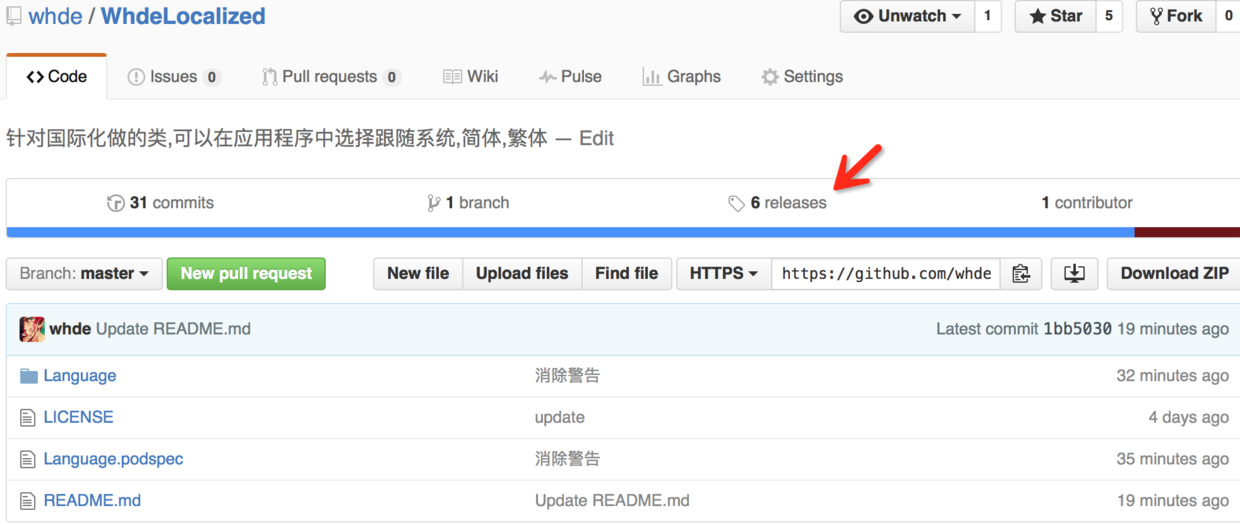 whde / WhdeLocalized Unwatch 1 Star 5 Fork 0
Code Issues 0 Pull requests 0 Wiki Pulse Graphs Settings
针对国际化做的类,可以在应用程序中选择跟随系统,简体,繁体 — Edit
31 commits 1 branch 6 releases 1 contributor
Branch: master New pull request New file Upload files Find file HTTPS https://github.com/whde Download ZIP
whde Update README.md Latest commit 1bb5030 19 minutes ago
Language 消除警告 32 minutes ago
LICENSE update 4 days ago
Language.podspec 消除警告 35 minutes ago
README.md Update README.md 19 minutes ago